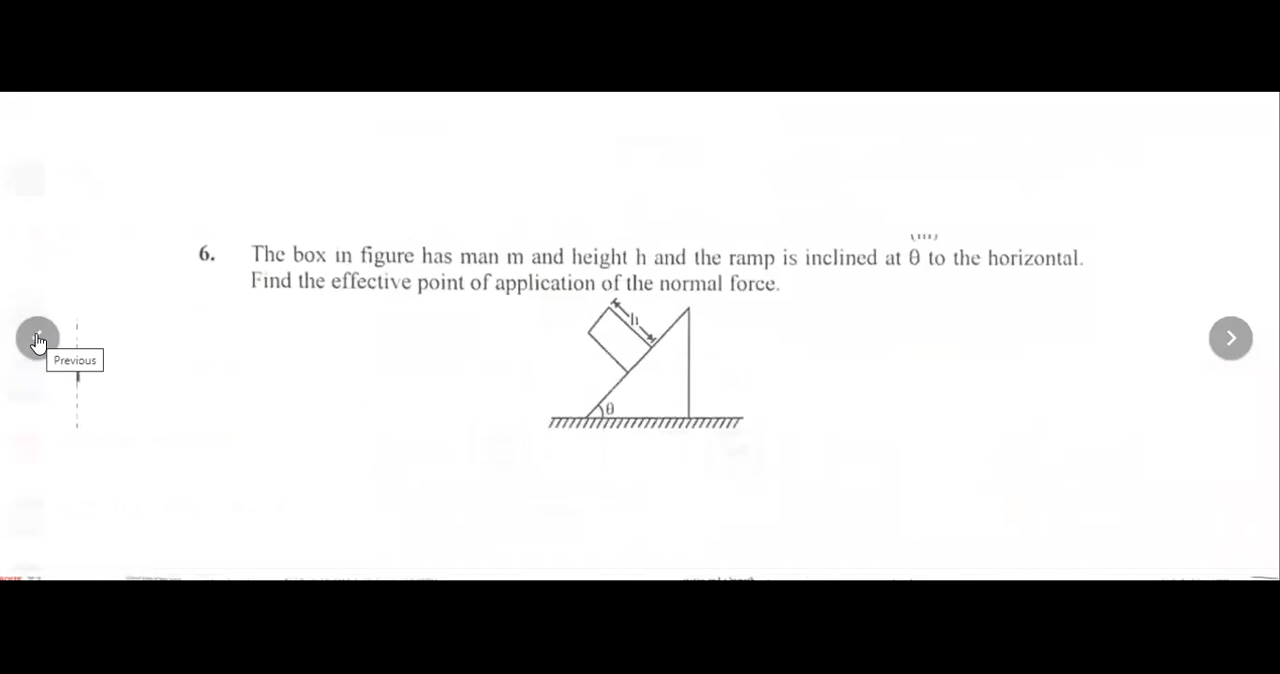 6. The box in figure has man m and height h and the ramp is inclined at θ to the horizontal.
Find the effective point of application of the normal force.
h
θ
Previous